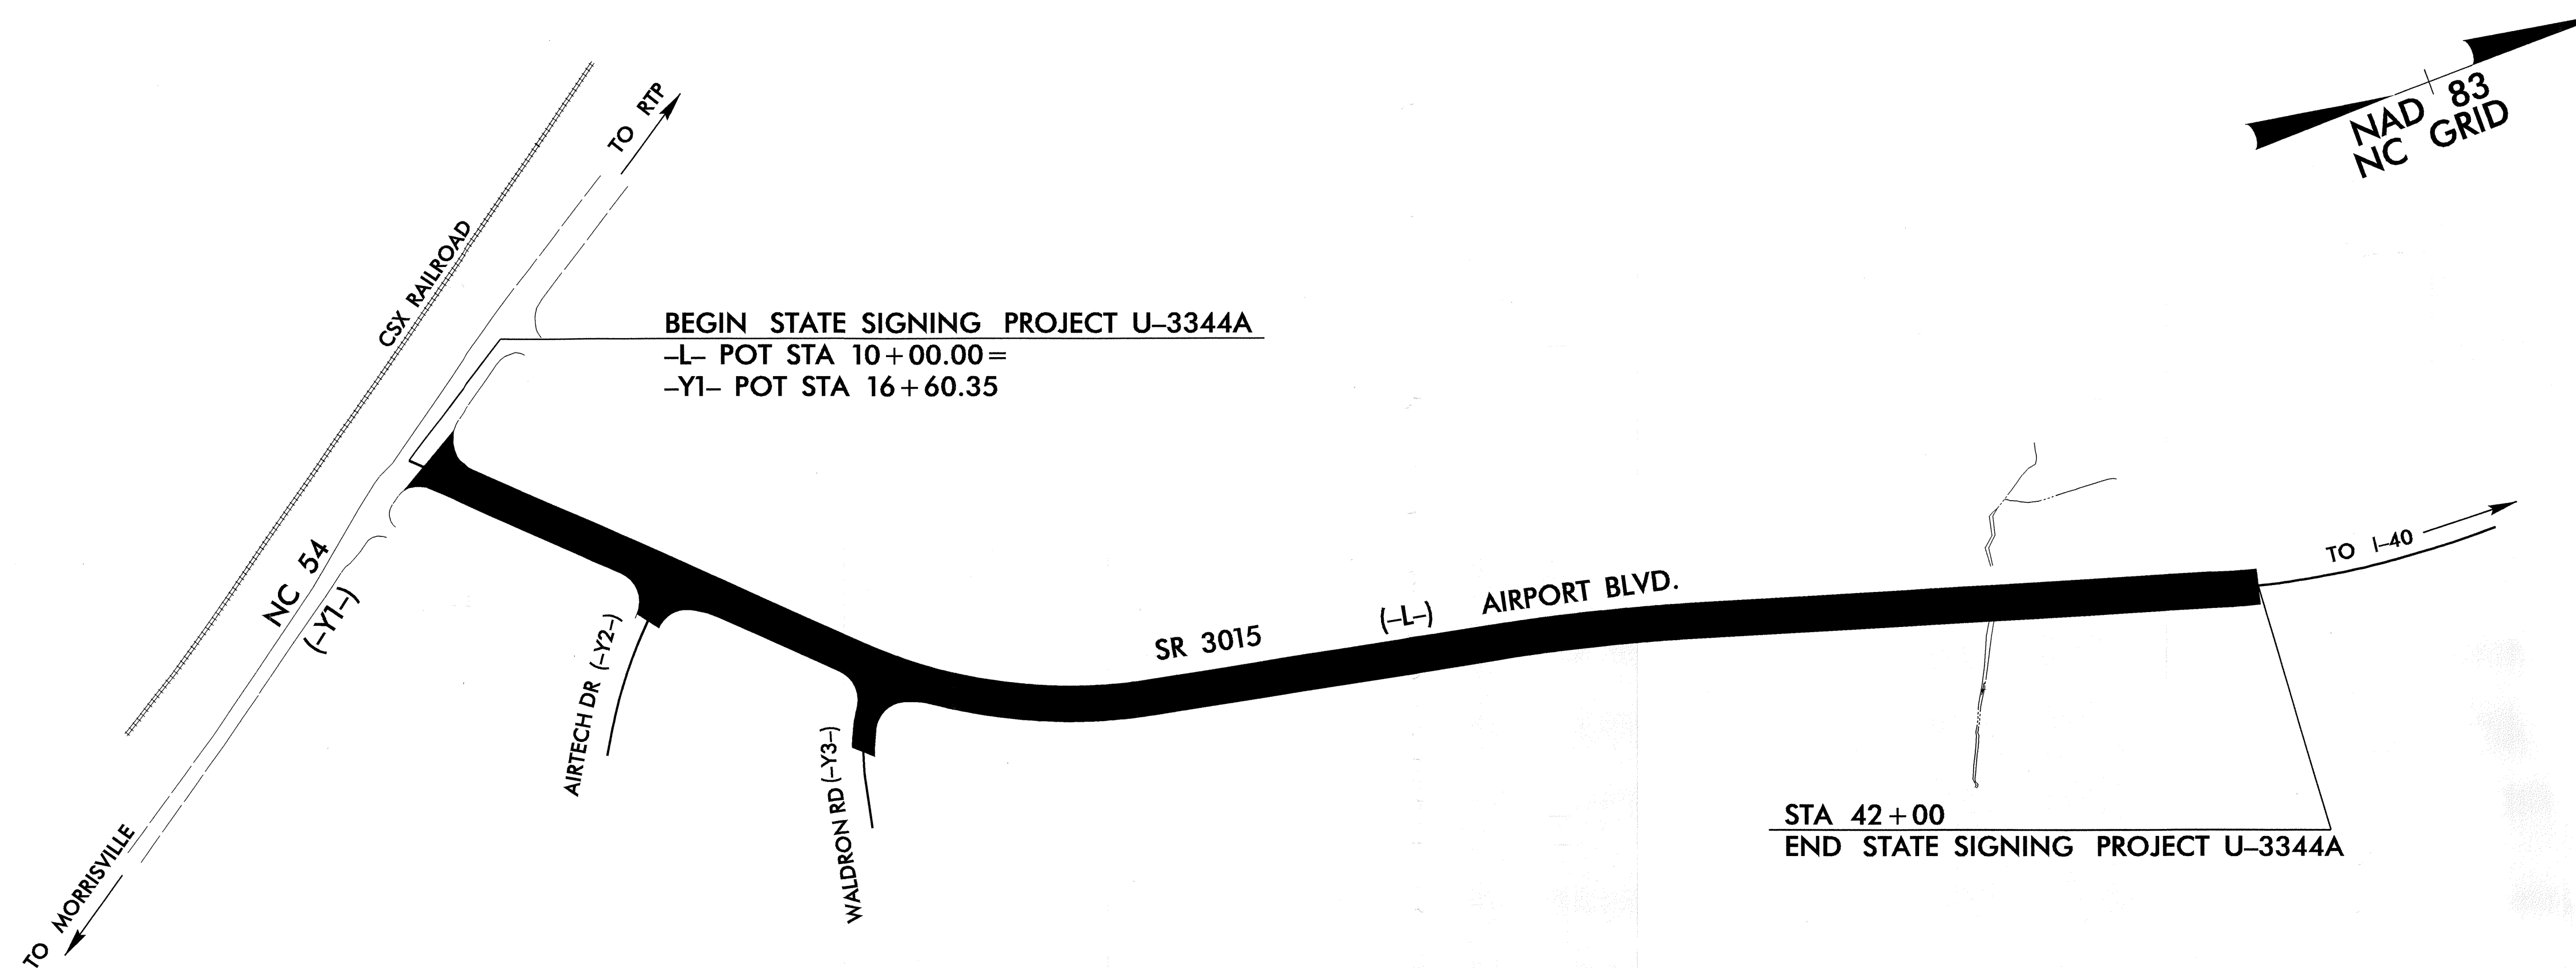 NAD 83
NC GRID
TO RTP
CSX RAILROAD
BEGIN STATE SIGNING PROJECT U-3344A
-L- POT STA 10+00.00=
-Y1- POT STA 16+60.35
NC 54
(-Y1-)
TO MORRISVILLE
AIRTECH DR (-Y2-)
WALDRON RD (-Y3-)
SR 3015 (-L-) AIRPORT BLVD.
TO I-40
STA 42+00
END STATE SIGNING PROJECT U-3344A